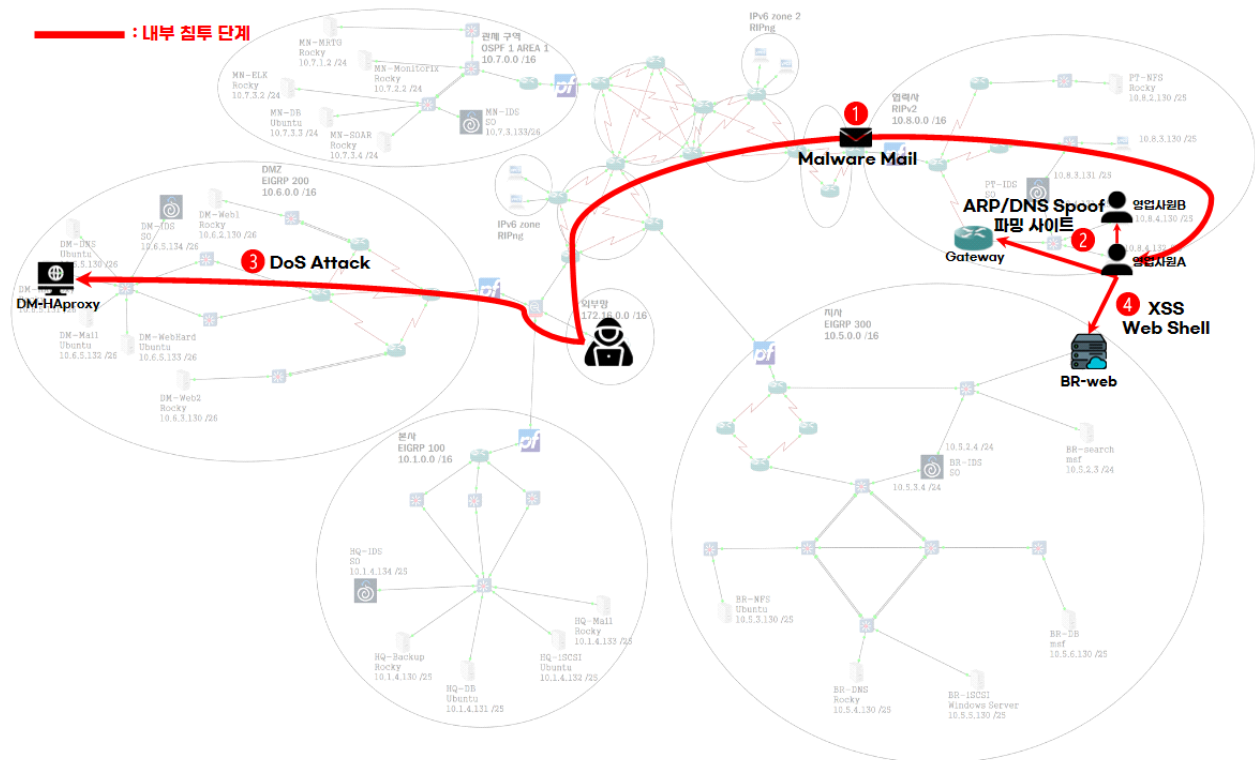 : 내부 침투 단계
관제 구역
OSPF 1 AREA 1
10.7.0.0 /16
MN-MRTG
Rocky
10.7.1.2 /24
MN-Monitorix
Rocky
10.7.2.2 /24
MN-ELK
Rocky
10.7.3.2 /24
MN-DB
Ubuntu
10.7.3.3 /24
MN-SOAR
Rocky
10.7.3.4 /24
MN-IDS
SO
10.7.3.133/26
pf
IPv6 zone 2
RIPng
IPv6 zone
RIPng
협력사
RIPv2
10.8.0.0 /16
PT-NFS
Rocky
10.8.2.130 /25
10.8.3.130 /25
10.8.3.131 /25
PT-IDS
SO
1
Malware Mail
ARP/DNS Spoof
파밍 사이트
2
Gateway
영업사원B
10.8.4.130 /25
영업사원A
4
XSS
Web Shell
BR-web
DMZ
EIGRP 200
10.6.0.0 /16
DM-IDS
SO
10.6.5.134 /26
DM-Web1
Rocky
10.6.2.130 /26
DM-DNS
Ubuntu
10.6.5.130 /26
3
DoS Attack
DM-HAproxy
DM-Mail
Ubuntu
10.6.5.132 /26
DM-WebHard
Ubuntu
10.6.5.133 /26
DM-Web2
Rocky
10.6.3.130 /26
pf
외부망
172.16.0.0 /16
지사
EIGRP 300
10.5.0.0 /16
pf
BR-search
msf
10.5.2.3 /24
10.5.2.4 /24
BR-IDS
SO
10.5.3.4 /24
BR-NFS
Ubuntu
10.5.3.130 /25
BR-DB
msf
10.5.6.130 /25
BR-DNS
Rocky
10.5.4.130 /25
BR-iSCSI
Windows Server
10.5.5.130 /25
본사
EIGRP 100
10.1.0.0 /16
pf
HQ-IDS
SO
10.1.4.134 /25
HQ-Mail
Rocky
10.1.4.133 /25
HQ-iSCSI
Ubuntu
10.1.4.132 /25
HQ-Backup
Rocky
10.1.4.130 /25
HQ-DB
Ubuntu
10.1.4.131 /25